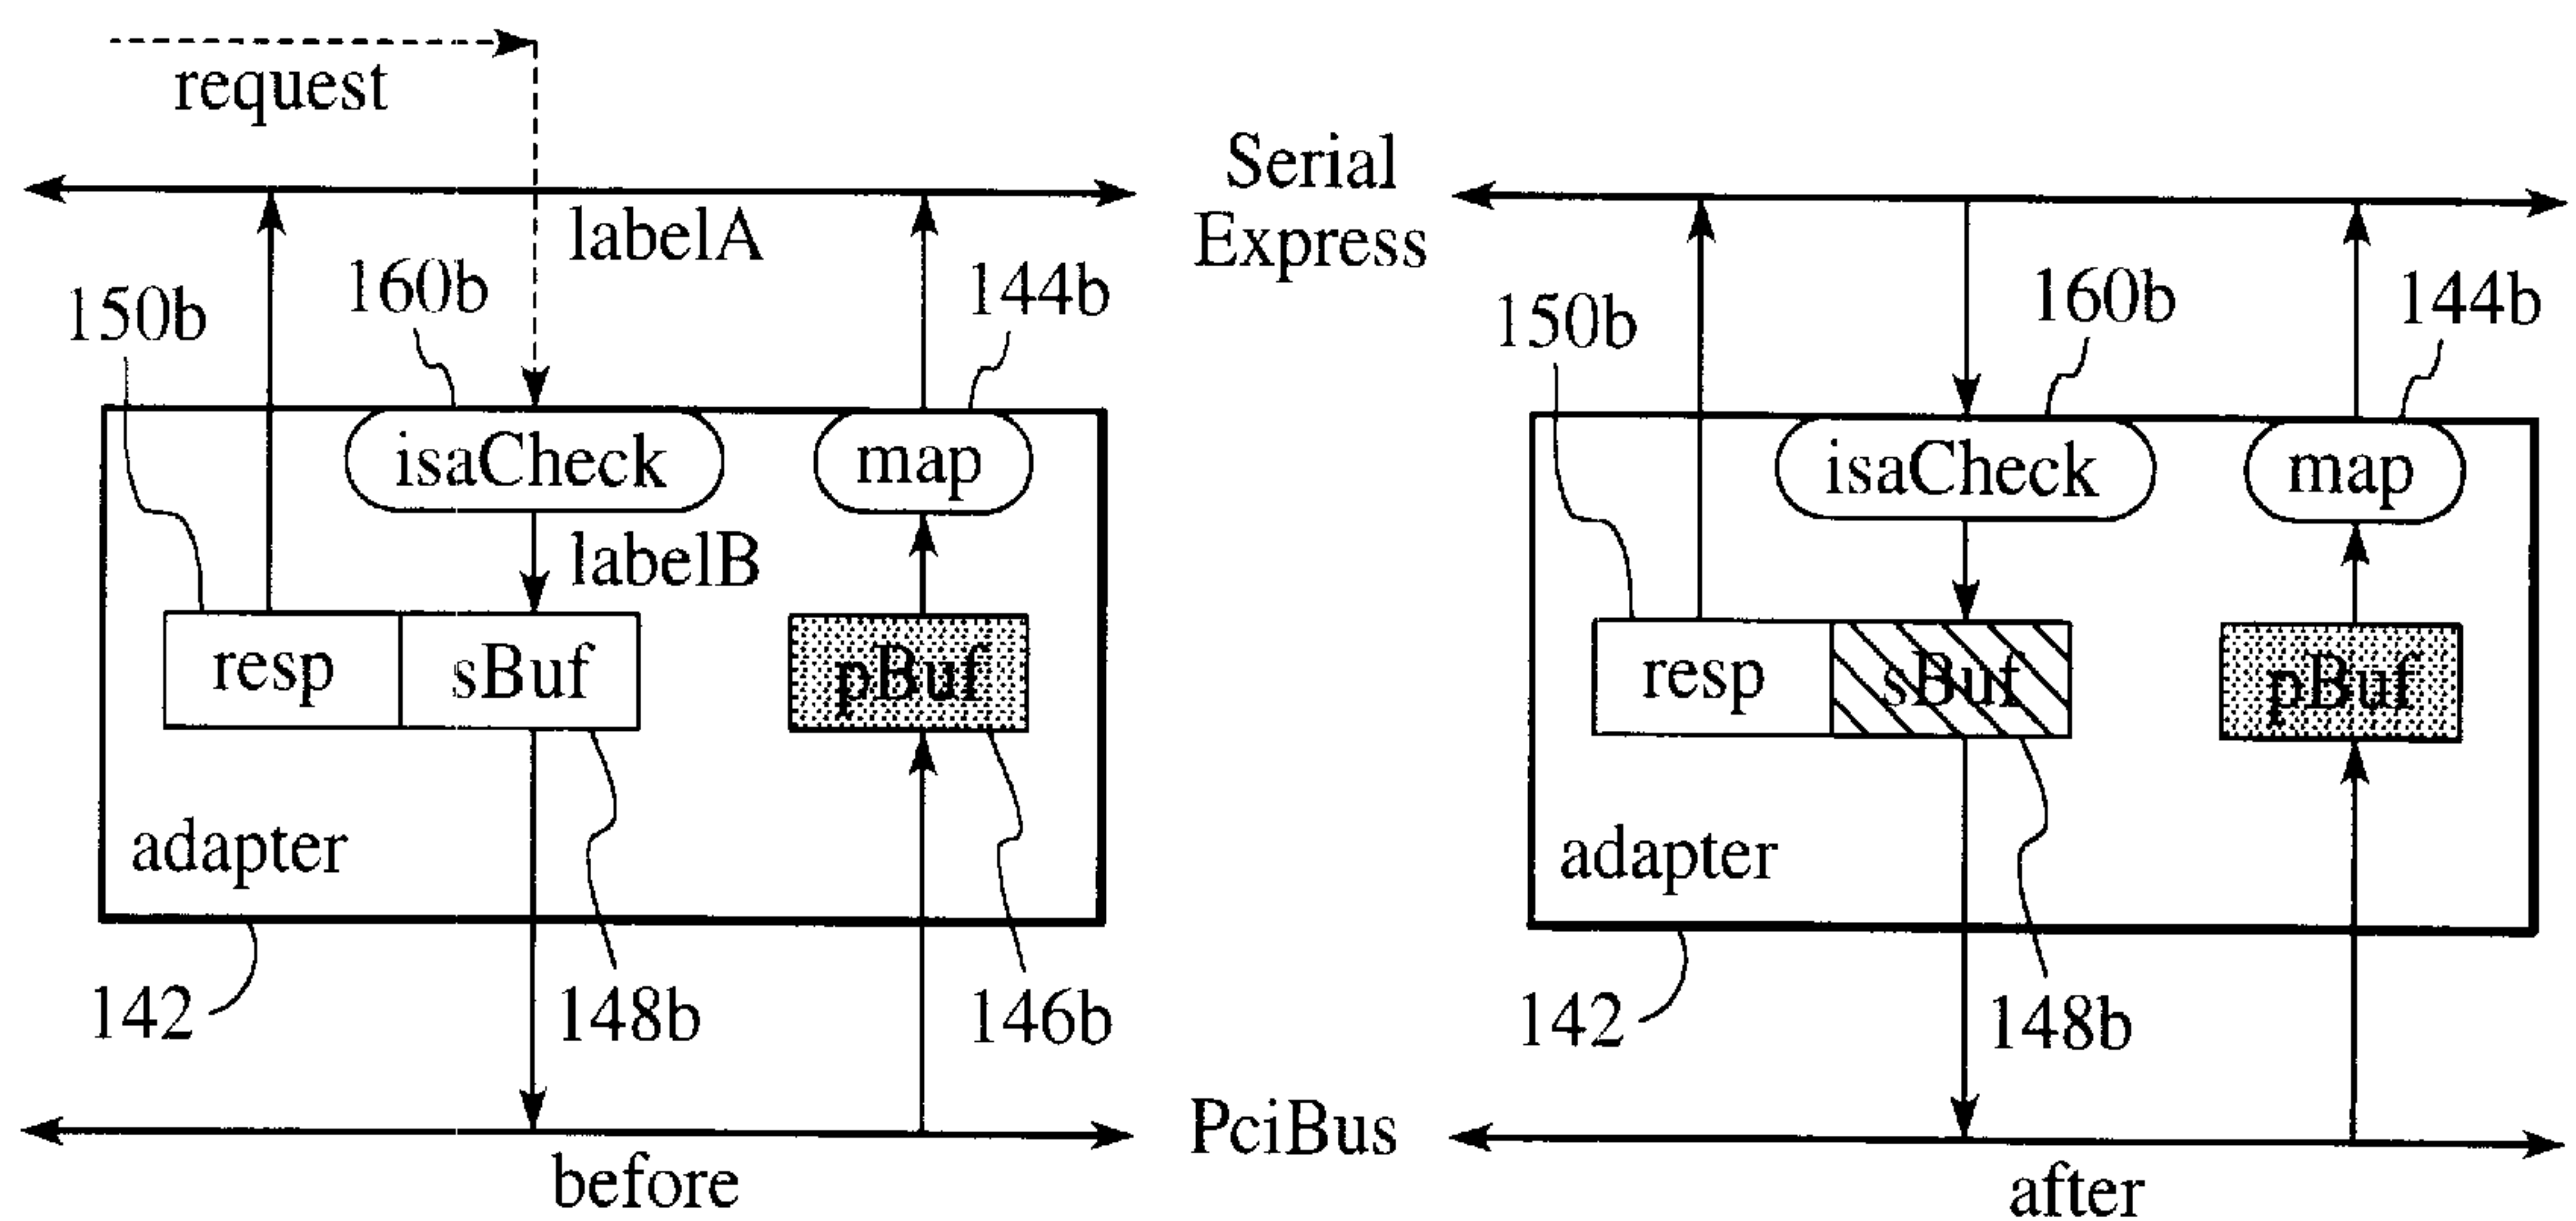 request
Serial
Express
labelA
150b
160b
144b
150b
160b
144b
isaCheck
map
isaCheck
map
labelB
resp
sBuf
pBuf
resp
sBuf
pBuf
adapter
adapter
142
148b
146b
142
148b
PciBus
before
after